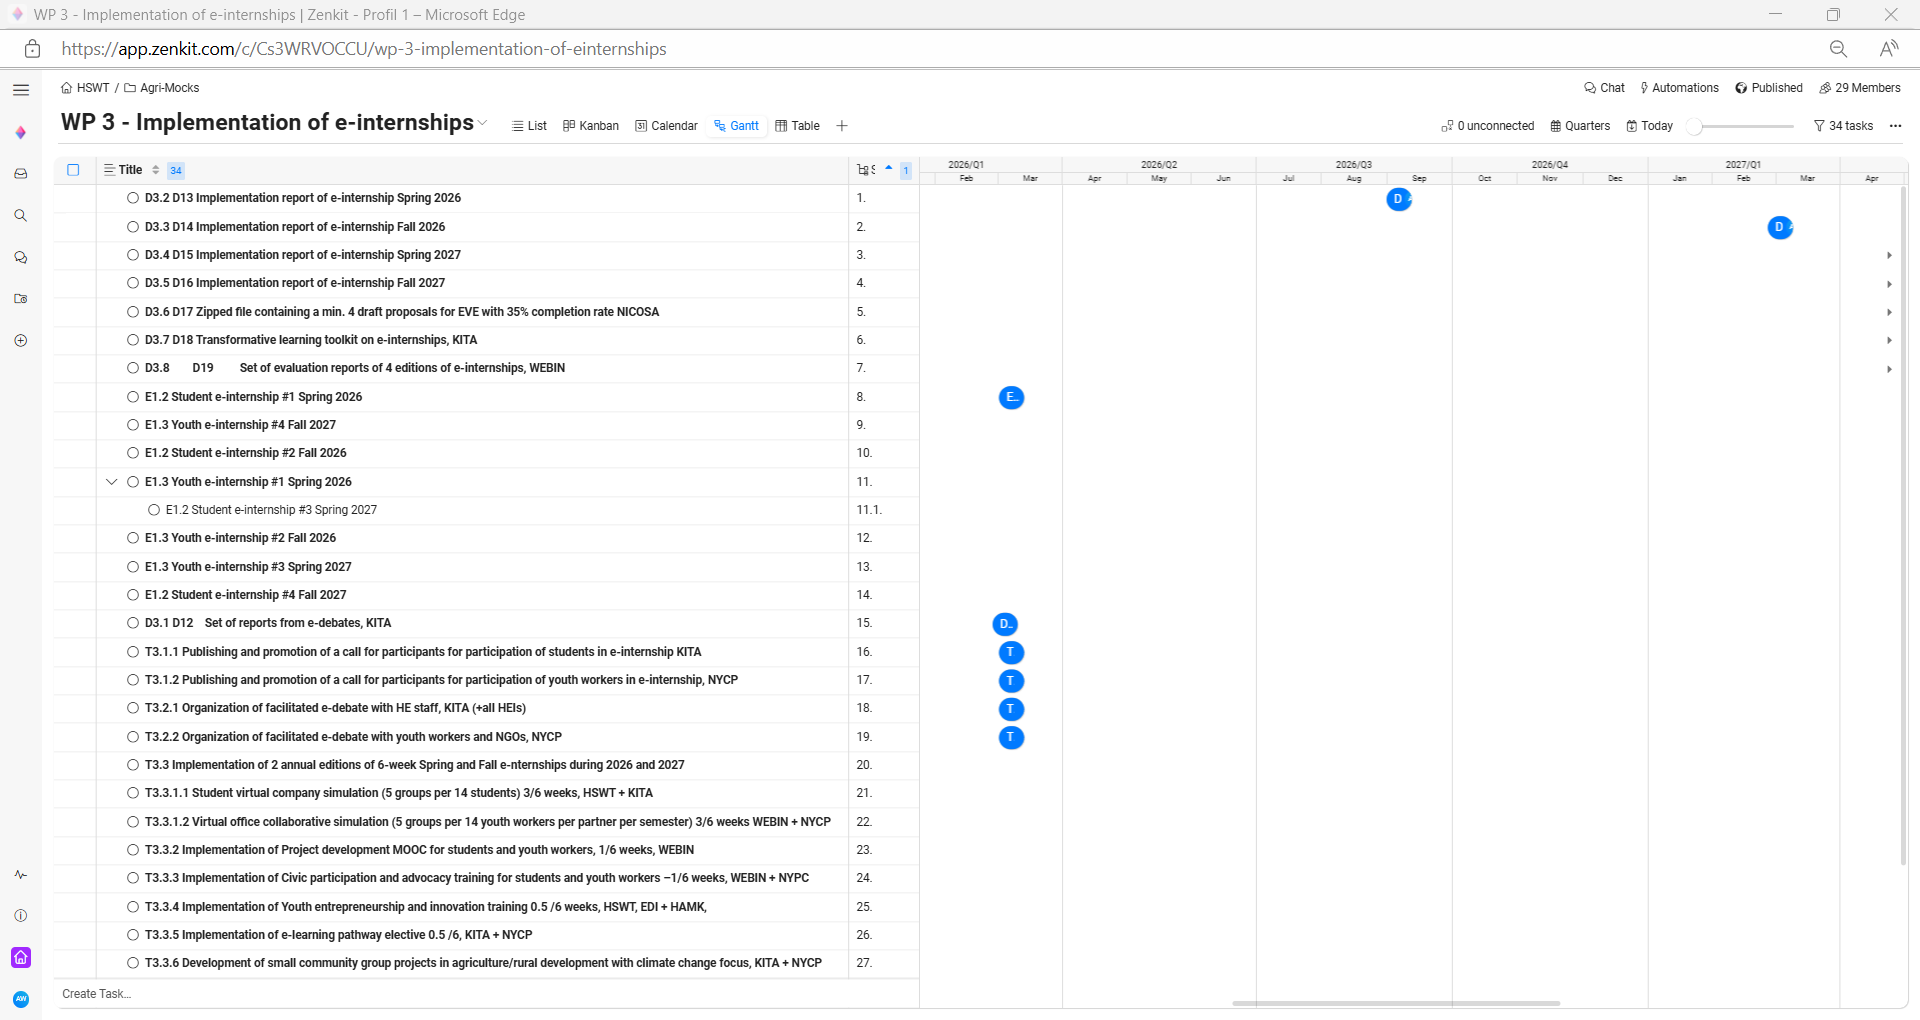 WP 3 - Implementation of e-internships | Zenkit - Profil 1 – Microsoft Edge
https://app.zenkit.com/c/Cs3WRVOCCU/wp-3-implementation-of-einternships
HSWT / Agri-Mocks
Chat Automations Published 29 Members
WP 3 - Implementation of e-internships
List Kanban Calendar Gantt Table
0 unconnected Quarters Today 34 tasks
Title 34 S 1
2026/Q1 2026/Q2 2026/Q3 2026/Q4 2027/Q1
Feb Mar Apr May Jun Jul Aug Sep Oct Nov Dec Jan Feb Mar Apr
D3.2 D13 Implementation report of e-internship Spring 2026 1. D
D3.3 D14 Implementation report of e-internship Fall 2026 2. D
D3.4 D15 Implementation report of e-internship Spring 2027 3.
D3.5 D16 Implementation report of e-internship Fall 2027 4.
D3.6 D17 Zipped file containing a min. 4 draft proposals for EVE with 35% completion rate NICOSA 5.
D3.7 D18 Transformative learning toolkit on e-internships, KITA 6.
D3.8 D19 Set of evaluation reports of 4 editions of e-internships, WEBIN 7.
E1.2 Student e-internship #1 Spring 2026 8. E..
E1.3 Youth e-internship #4 Fall 2027 9.
E1.2 Student e-internship #2 Fall 2026 10.
E1.3 Youth e-internship #1 Spring 2026 11.
E1.2 Student e-internship #3 Spring 2027 11.1.
E1.3 Youth e-internship #2 Fall 2026 12.
E1.3 Youth e-internship #3 Spring 2027 13.
E1.2 Student e-internship #4 Fall 2027 14.
D3.1 D12 Set of reports from e-debates, KITA 15. D..
T3.1.1 Publishing and promotion of a call for participants for participation of students in e-internship KITA 16. T
T3.1.2 Publishing and promotion of a call for participants for participation of youth workers in e-internship, NYCP 17. T
T3.2.1 Organization of facilitated e-debate with HE staff, KITA (+all HEIs) 18. T
T3.2.2 Organization of facilitated e-debate with youth workers and NGOs, NYCP 19. T
T3.3 Implementation of 2 annual editions of 6-week Spring and Fall e-nternships during 2026 and 2027 20.
T3.3.1.1 Student virtual company simulation (5 groups per 14 students) 3/6 weeks, HSWT + KITA 21.
T3.3.1.2 Virtual office collaborative simulation (5 groups per 14 youth workers per partner per semester) 3/6 weeks WEBIN + NYCP 22.
T3.3.2 Implementation of Project development MOOC for students and youth workers, 1/6 weeks, WEBIN 23.
T3.3.3 Implementation of Civic participation and advocacy training for students and youth workers –1/6 weeks, WEBIN + NYPC 24.
T3.3.4 Implementation of Youth entrepreneurship and innovation training 0.5 /6 weeks, HSWT, EDI + HAMK, 25.
T3.3.5 Implementation of e-learning pathway elective 0.5 /6, KITA + NYCP 26.
T3.3.6 Development of small community group projects in agriculture/rural development with climate change focus, KITA + NYCP 27.
Create Task...
AW